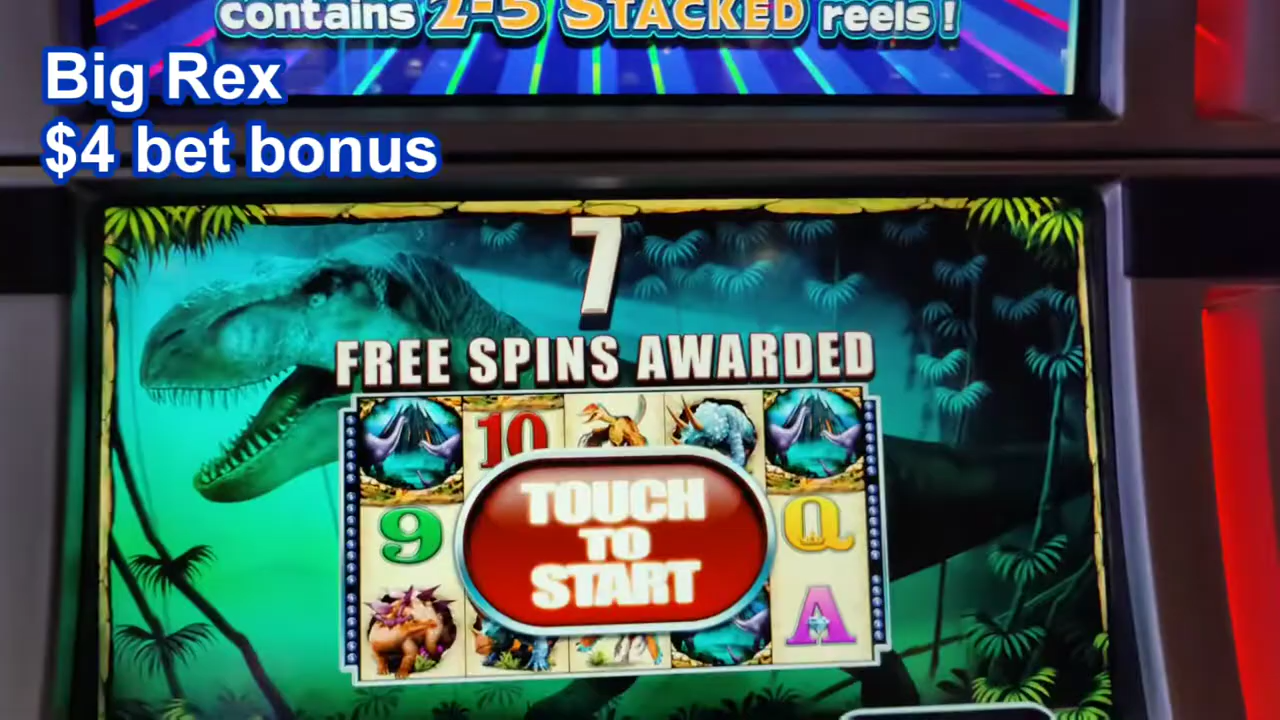 contains 2-5 STACKED reels!
Big Rex
$4 bet bonus
7
FREE SPINS AWARDED
10
TOUCH
TO
START
9
Q
A